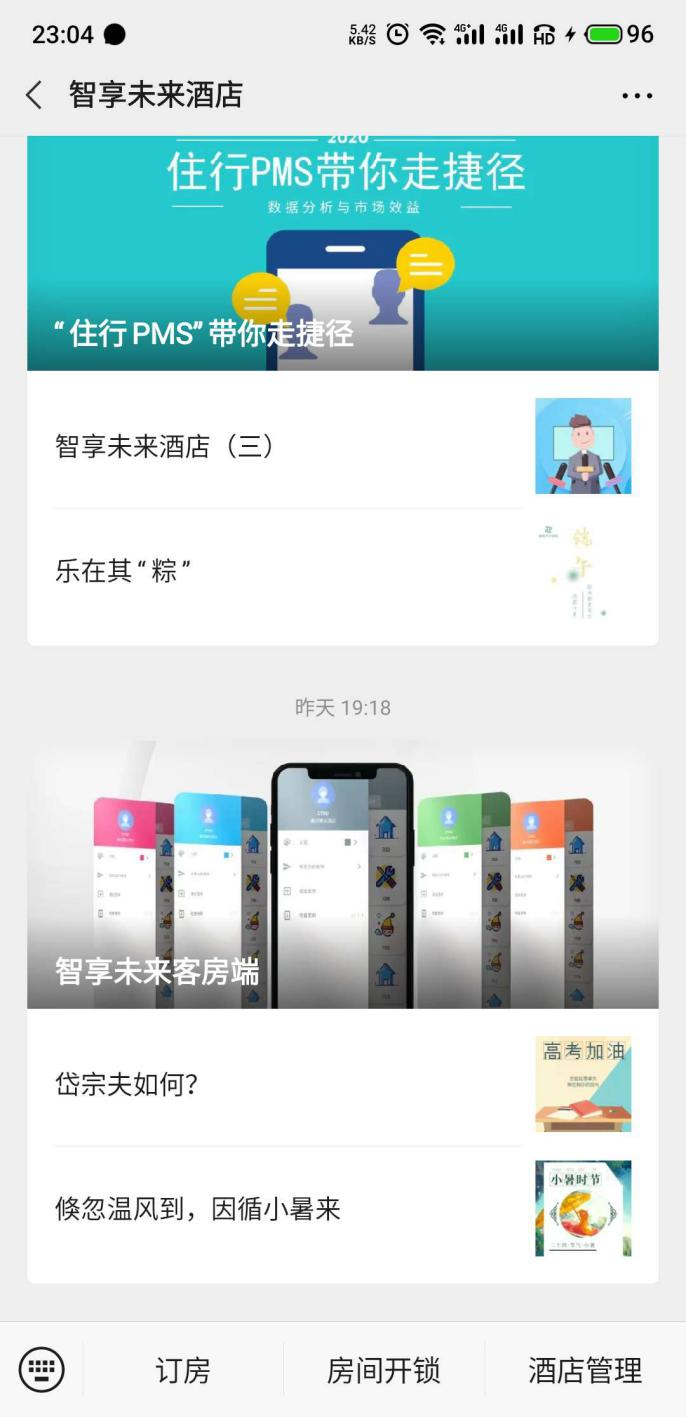 23:04
5.42
KB/S
4G+
4G
HD
96
智享未来酒店
2020
住行PMS带你走捷径
数据分析与市场效益
“住行PMS”带你走捷径
智享未来酒店（三）
乐在其“粽”
端
午
昨天 19:18
智享未来客房端
岱宗夫如何？
高考加油
倏忽温风到，因循小暑来
小暑时节
订房
房间开锁
酒店管理